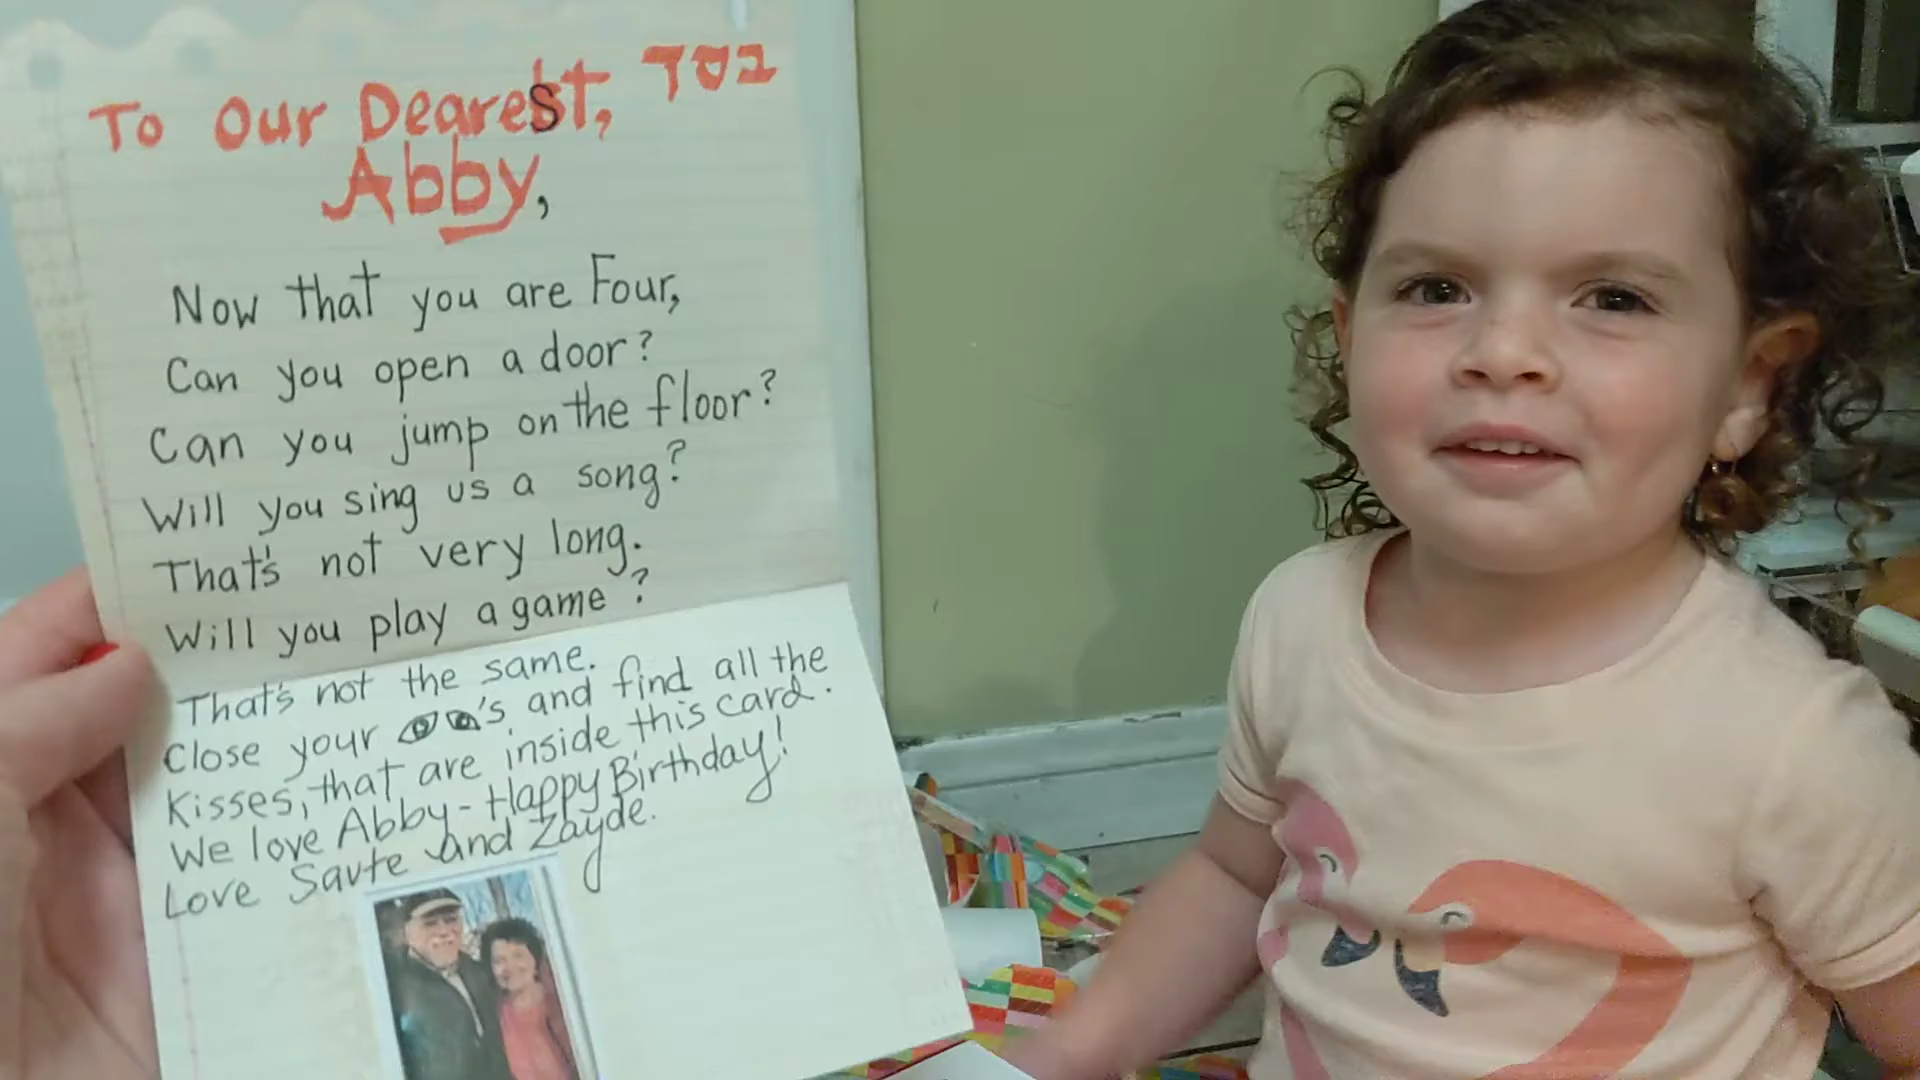 To Our Dearest, בסד
Abby,
Now that you are Four,
Can you open a door?
Can you jump on the floor?
Will you sing us a song?
That's not very long.
Will you play a game?
That's not the same.
Close your 's and find all the
Kisses, that are inside this card.
We love Abby - Happy Birthday!
Love Savte and Zayde.